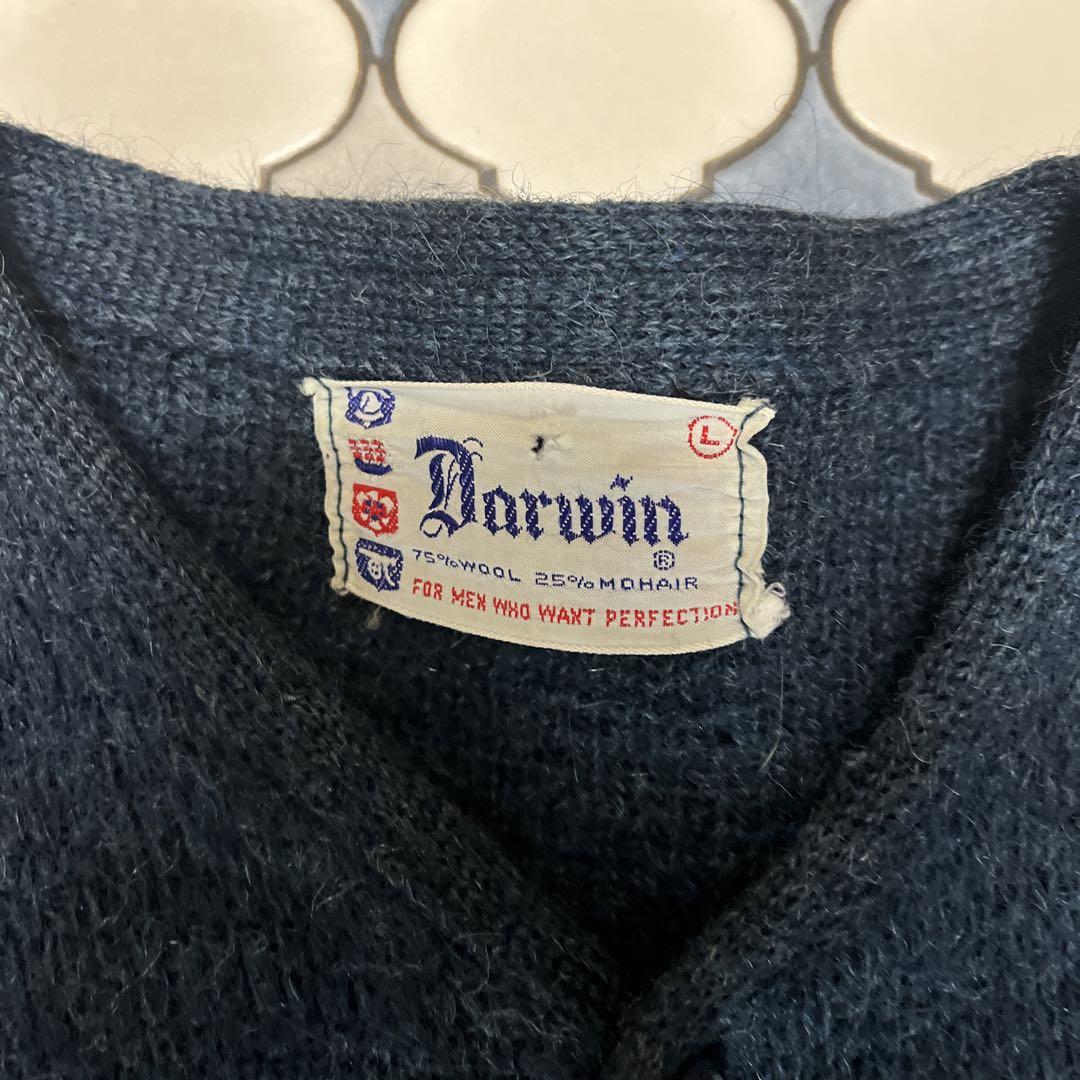 L
Darwin
®
75% WOOL 25% MOHAIR
FOR MEN WHO WANT PERFECTION